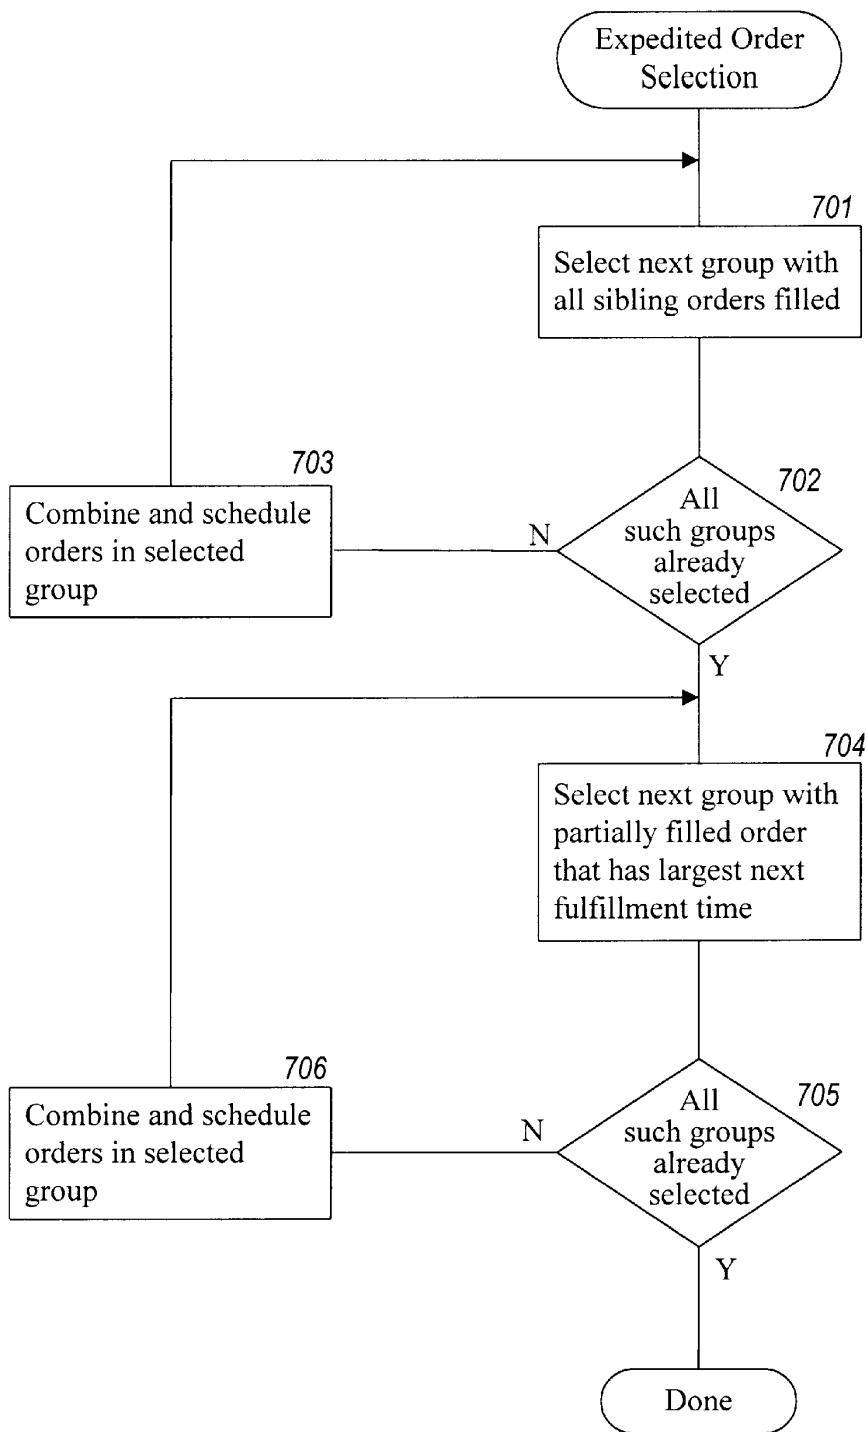 Expedited Order
Selection
701
Select next group with
all sibling orders filled
703
Combine and schedule
orders in selected
group
N
702
All
such groups
already
selected
Y
704
Select next group with
partially filled order
that has largest next
fulfillment time
706
Combine and schedule
orders in selected
group
N
705
All
such groups
already
selected
Y
Done